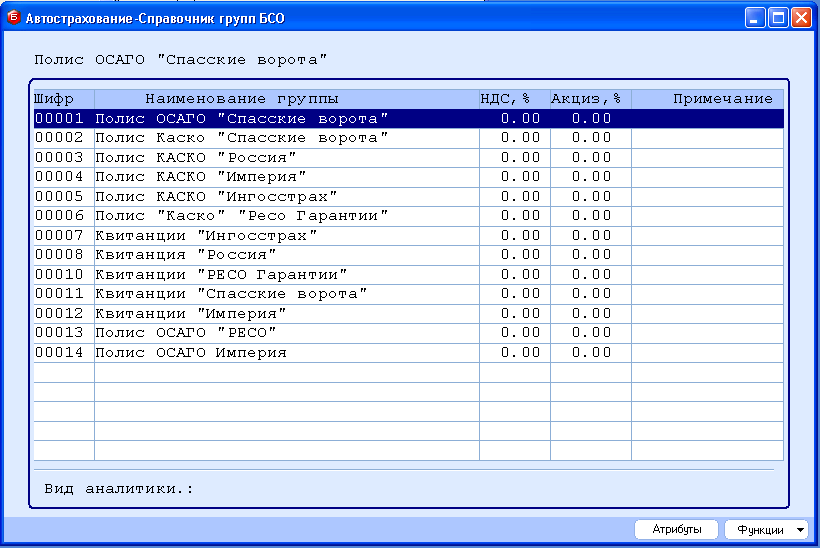 Б Автострахование-Справочник групп БСО
Полис ОСАГО "Спасские ворота"
Шифр Наименование группы НДС,% Акциз,% Примечание
00001 Полис ОСАГО "Спасские ворота" 0.00 0.00
00002 Полис Каско "Спасские ворота" 0.00 0.00
00003 Полис КАСКО "Россия" 0.00 0.00
00004 Полис КАСКО "Империя" 0.00 0.00
00005 Полис КАСКО "Ингосстрах" 0.00 0.00
00006 Полис "Каско" "Ресо Гарантии" 0.00 0.00
00007 Квитанции "Ингосстрах" 0.00 0.00
00008 Квитанция "Россия" 0.00 0.00
00010 Квитанции "РЕСО Гарантии" 0.00 0.00
00011 Квитанции "Спасские ворота" 0.00 0.00
00012 Квитанции "Империя" 0.00 0.00
00013 Полис ОСАГО "РЕСО" 0.00 0.00
00014 Полис ОСАГО Империя 0.00 0.00
Вид аналитики.:
Атрибуты Функции